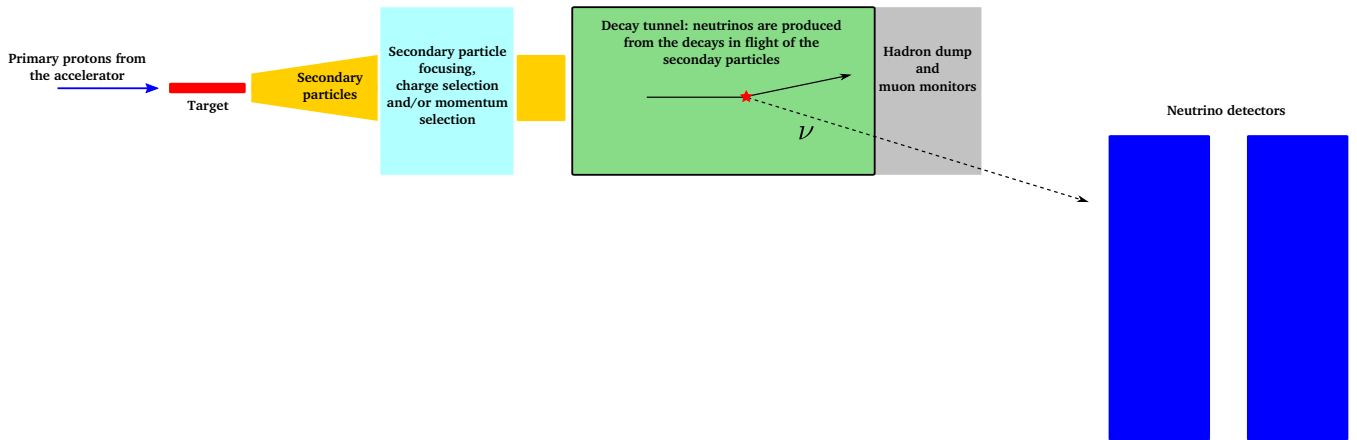 Primary protons from
the accelerator
Target
Secondary
particles
Secondary particle
focusing,
charge selection
and/or momentum
selection
Decay tunnel: neutrinos are produced
from the decays in flight of the
seconday particles
ν
Hadron dump
and
muon monitors
Neutrino detectors